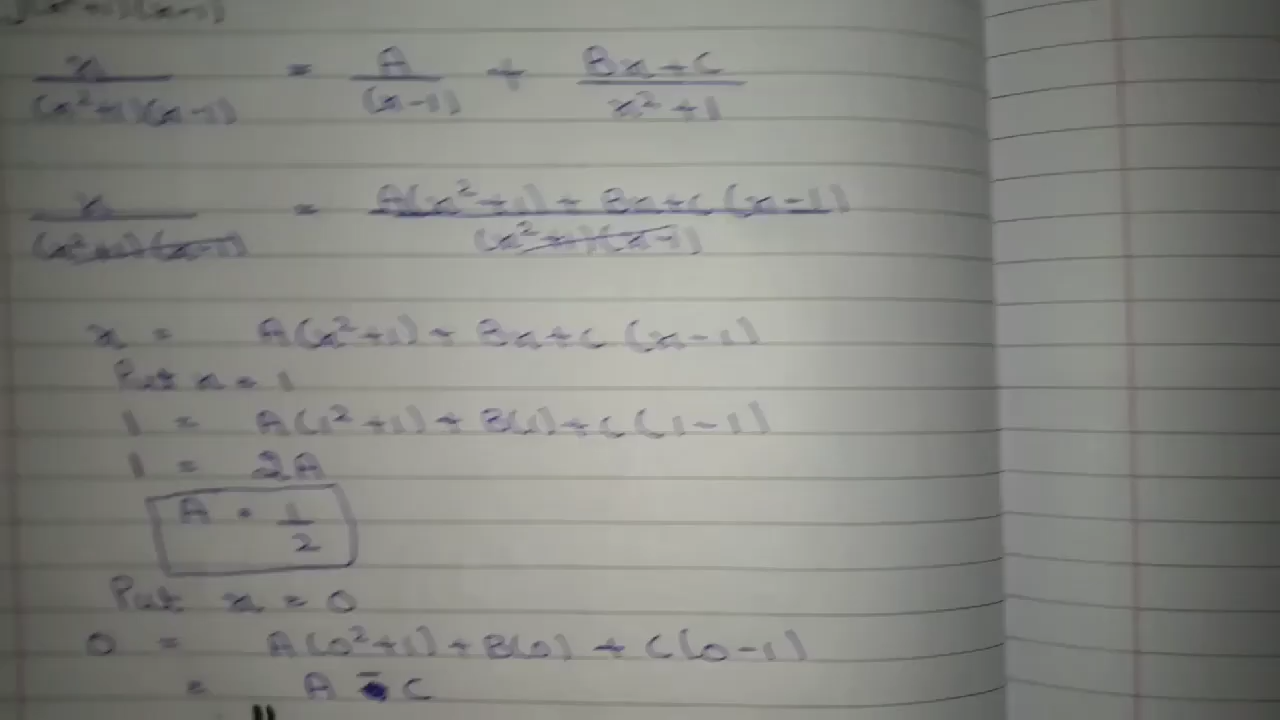 x/((x²+1)(x-1)) = A/(x-1) + Bx+C/(x²+1)
x/((x²+1)(x-1)) = A(x²+1) + Bx+C (x-1)/((x²+1)(x-1))
x = A(x²+1) + Bx+C (x-1)
Put x = 1
1 = A(1²+1) + B(1)+C(1-1)
1 = 2A
A = 1/2
Put x = 0
0 = A(0²+1) + B(0) + C(0-1)
= A - C